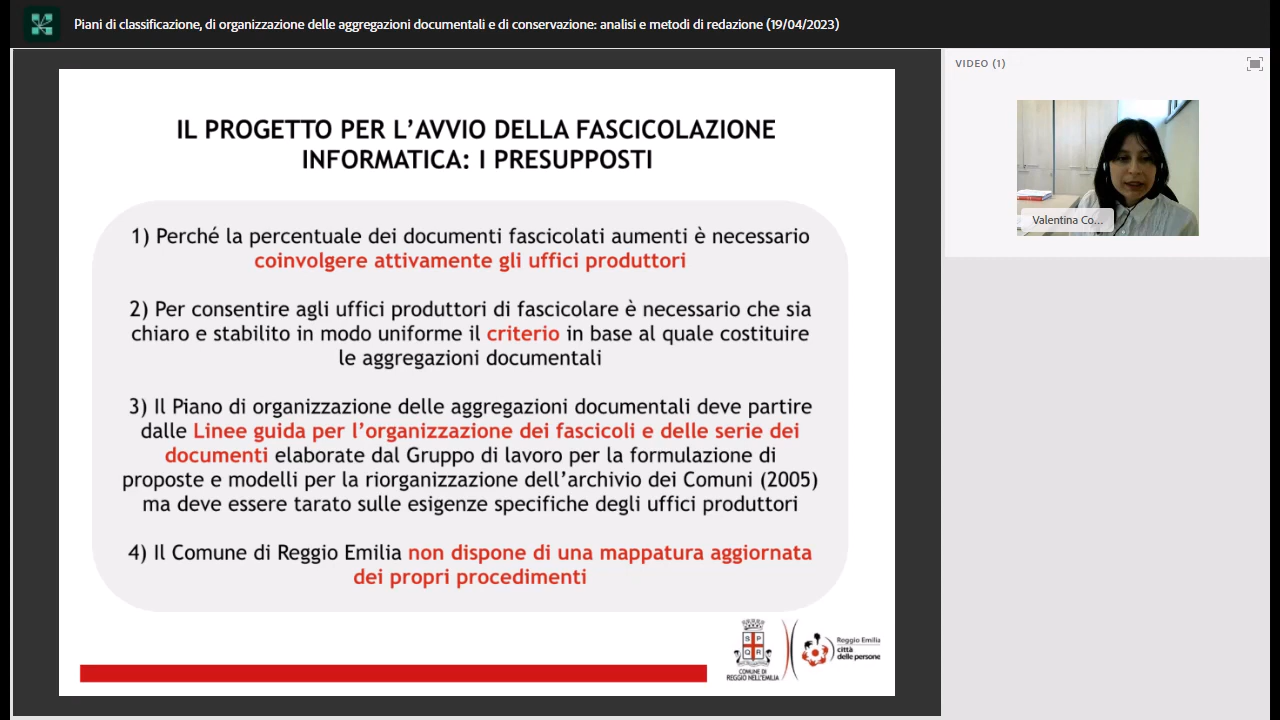 Piani di classificazione, di organizzazione delle aggregazioni documentali e di conservazione: analisi e metodi di redazione (19/04/2023)
VIDEO (1)
IL PROGETTO PER L’AVVIO DELLA FASCICOLAZIONE
INFORMATICA: I PRESUPPOSTI
1) Perché la percentuale dei documenti fascicolati aumenti è necessario
coinvolgere attivamente gli uffici produttori
2) Per consentire agli uffici produttori di fascicolare è necessario che sia
chiaro e stabilito in modo uniforme il criterio in base al quale costituire
le aggregazioni documentali
3) Il Piano di organizzazione delle aggregazioni documentali deve partire
dalle Linee guida per l’organizzazione dei fascicoli e delle serie dei
documenti elaborate dal Gruppo di lavoro per la formulazione di
proposte e modelli per la riorganizzazione dell’archivio dei Comuni (2005)
ma deve essere tarato sulle esigenze specifiche degli uffici produttori
4) Il Comune di Reggio Emilia non dispone di una mappatura aggiornata
dei propri procedimenti
Valentina Co...
S P
Q R
COMUNE DI
REGGIO NELL'EMILIA
Reggio Emilia
città
delle persone